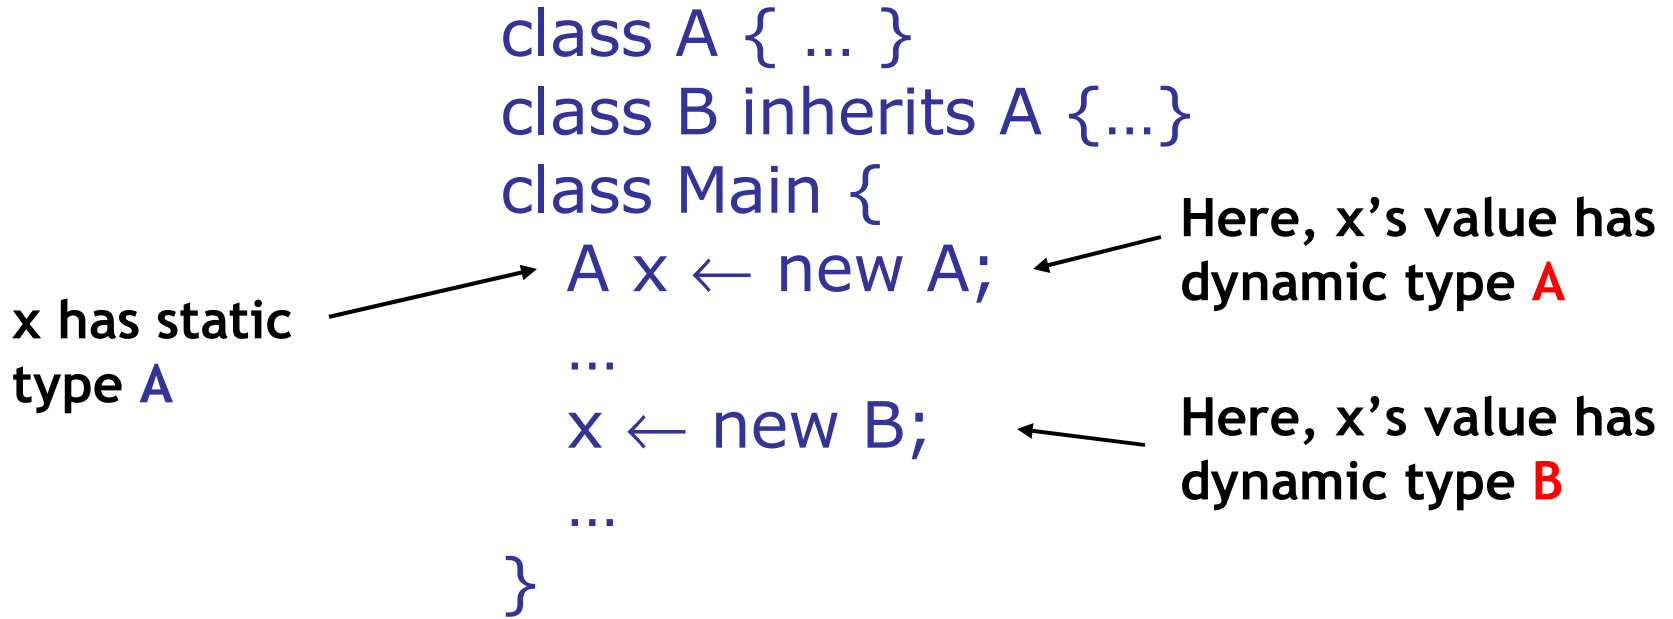 class A { … }
class B inherits A {…}
class Main {
A x ← new A;
…
x ← new B;
…
}
x has static
type A
Here, x’s value has
dynamic type A
Here, x’s value has
dynamic type B